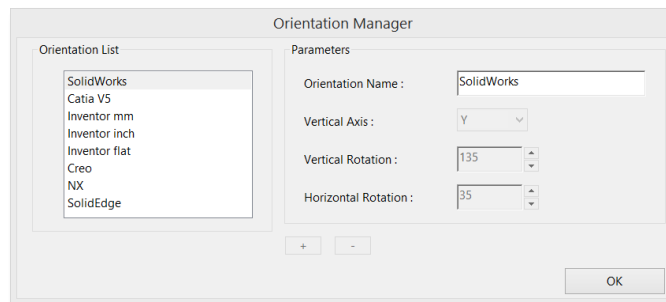 Orientation Manager
Orientation List
SolidWorks
Catia V5
Inventor mm
Inventor inch
Inventor flat
Creo
NX
SolidEdge
Parameters
Orientation Name : SolidWorks
Vertical Axis : Y
Vertical Rotation : 135
Horizontal Rotation : 35
+ -
OK